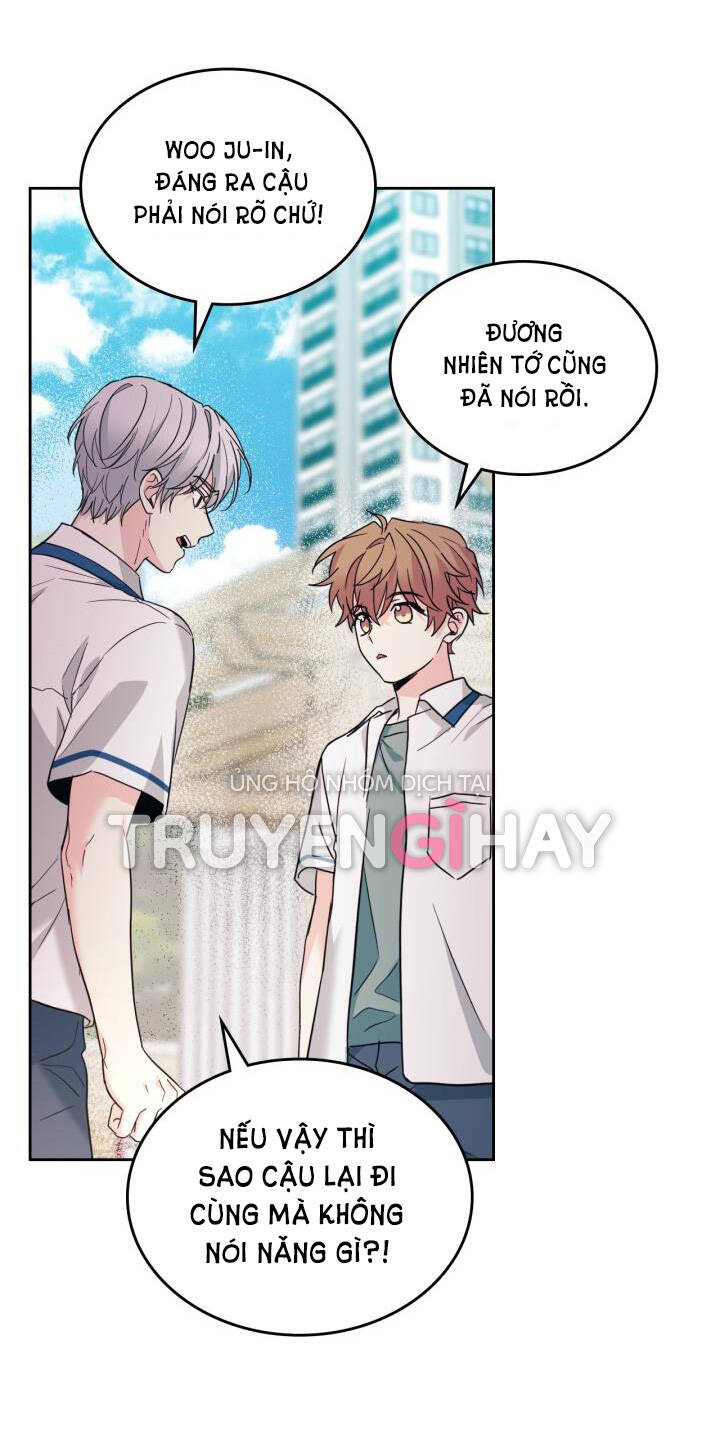 WOO JU-IN,
ĐÁNG RA CẬU
PHẢI NÓI RÕ CHỨ!
ĐƯƠNG
NHIÊN TỚ CŨNG
ĐÃ NÓI RỒI.
ỦNG HỘ NHÓM DỊCH TẠI
TRUYENGIHAY
NẾU VẬY THÌ
SAO CẬU LẠI ĐI
CÙNG MÀ KHÔNG
NÓI NĂNG GÌ?!